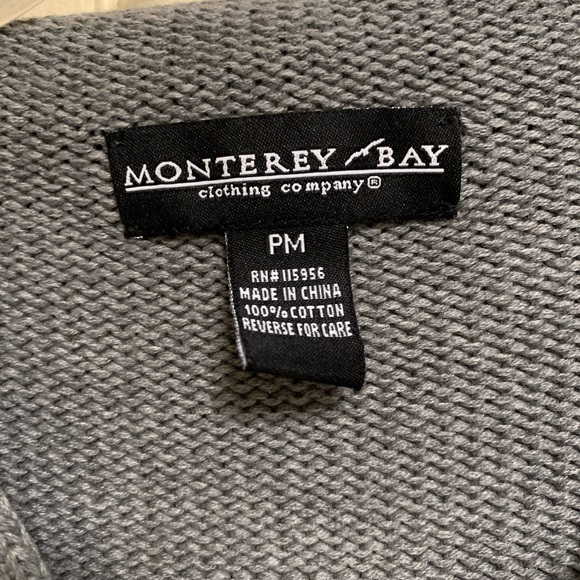 MONTEREY BAY
clothing company®
PM
RN#115956
MADE IN CHINA
100% COTTON
REVERSE FOR CARE